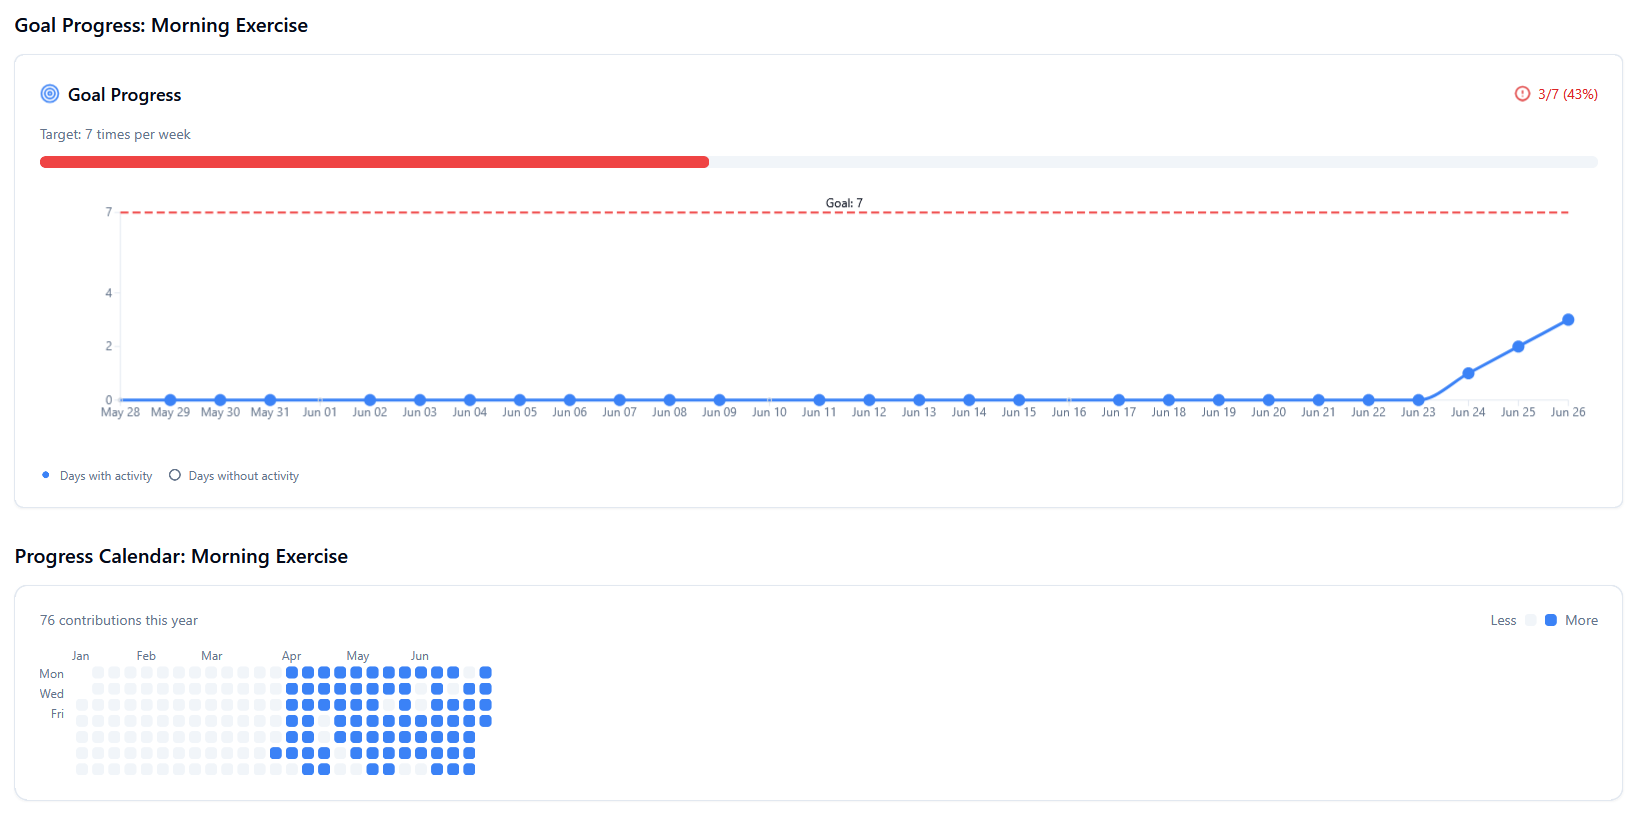 Goal Progress: Morning Exercise
Goal Progress
3/7 (43%)
Target: 7 times per week
Goal: 7
7
4
2
0
May 28 May 29 May 30 May 31 Jun 01 Jun 02 Jun 03 Jun 04 Jun 05 Jun 06 Jun 07 Jun 08 Jun 09 Jun 10 Jun 11 Jun 12 Jun 13 Jun 14 Jun 15 Jun 16 Jun 17 Jun 18 Jun 19 Jun 20 Jun 21 Jun 22 Jun 23 Jun 24 Jun 25 Jun 26
Days with activity Days without activity
Progress Calendar: Morning Exercise
76 contributions this year
Less More
Jan Feb Mar Apr May Jun
Mon
Wed
Fri